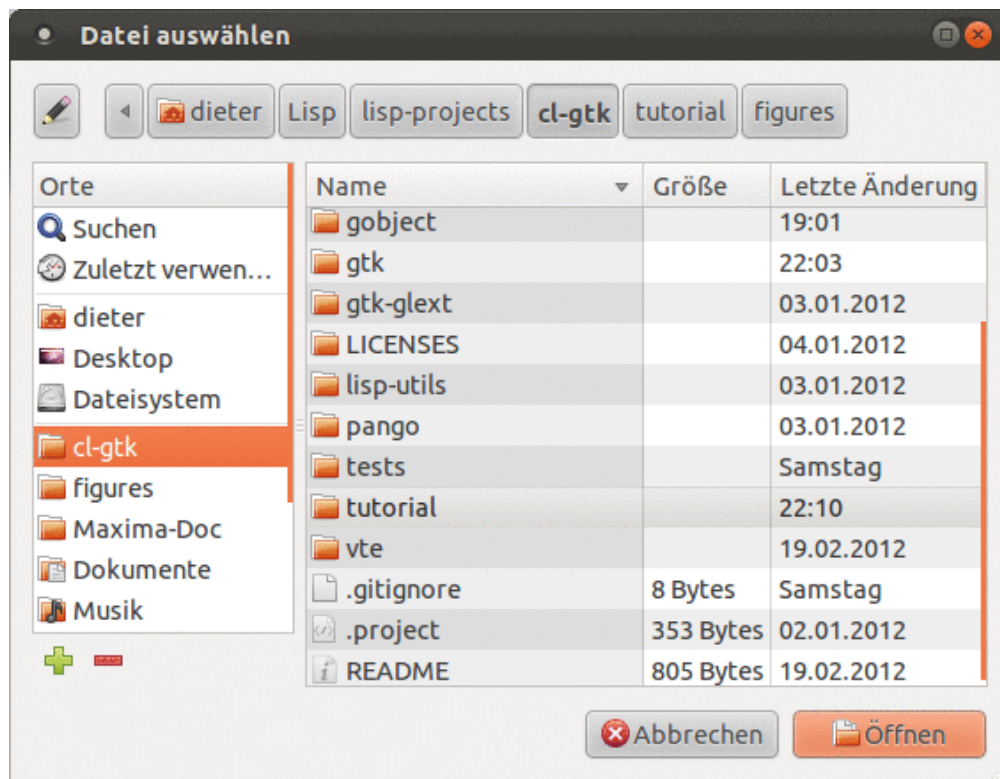 Datei auswählen
dieter Lisp lisp-projects cl-gtk tutorial figures
Orte
Suchen
Zuletzt verwen...
dieter
Desktop
Dateisystem
cl-gtk
figures
Maxima-Doc
Dokumente
Musik
Name Größe Letzte Änderung
gobject 19:01
gtk 22:03
gtk-glext 03.01.2012
LICENSES 04.01.2012
lisp-utils 03.01.2012
pango 03.01.2012
tests Samstag
tutorial 22:10
vte 19.02.2012
.gitignore 8 Bytes Samstag
.project 353 Bytes 02.01.2012
README 805 Bytes 19.02.2012
Abbrechen Öffnen